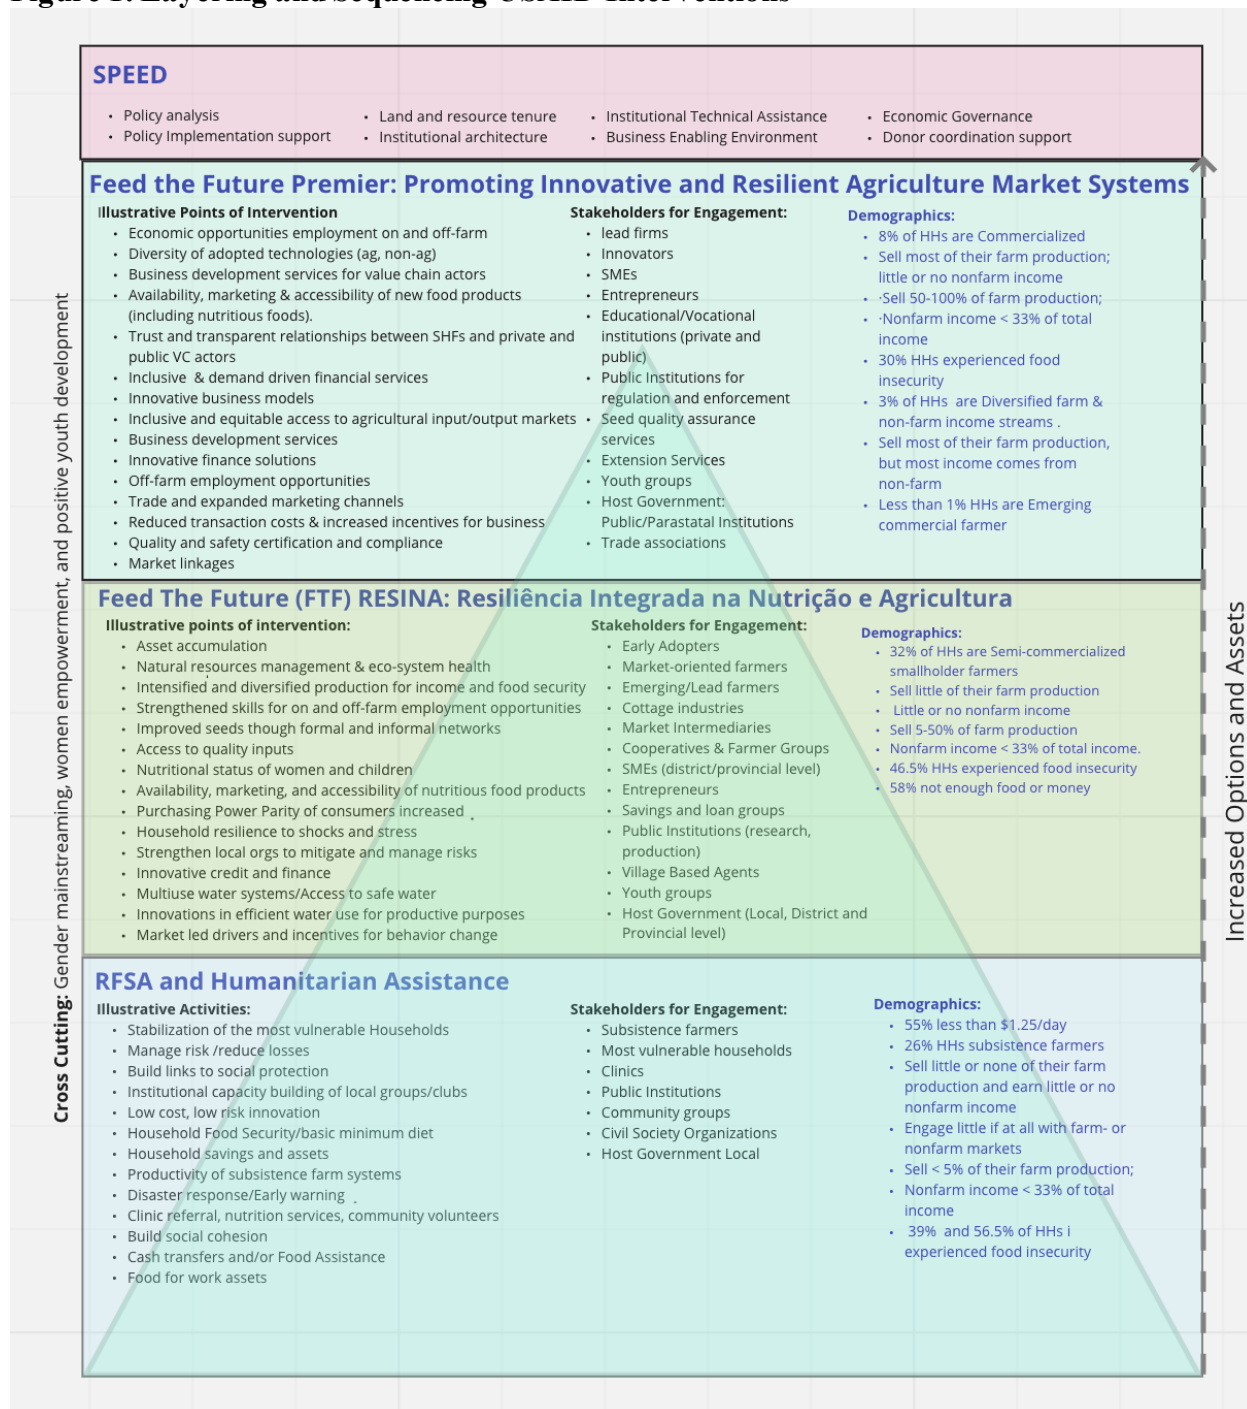 Figure 1: Layering and Sequencing USAID Interventions
SPEED
• Policy analysis
• Policy Implementation support
• Land and resource tenure
• Institutional architecture
• Institutional Technical Assistance
• Business Enabling Environment
• Economic Governance
• Donor coordination support
Feed the Future Premier: Promoting Innovative and Resilient Agriculture Market Systems
Illustrative Points of Intervention
• Economic opportunities employment on and off-farm
• Diversity of adopted technologies (ag, non-ag)
• Business development services for value chain actors
• Availability, marketing & accessibility of new food products
(including nutritious foods).
• Trust and transparent relationships between SHFs and private and
public VC actors
• Inclusive & demand driven financial services
• Innovative business models
• Inclusive and equitable access to agricultural input/output markets
• Business development services
• Innovative finance solutions
• Off-farm employment opportunities
• Trade and expanded marketing channels
• Reduced transaction costs & increased incentives for business
• Quality and safety certification and compliance
• Market linkages
Stakeholders for Engagement:
• lead firms
• Innovators
• SMEs
• Entrepreneurs
• Educational/Vocational
institutions (private and
public)
• Public Institutions for
regulation and enforcement
• Seed quality assurance
services
• Extension Services
• Youth groups
• Host Government:
Public/Parastatal Institutions
• Trade associations
Demographics:
• 8% of HHs are Commercialized
• Sell most of their farm production;
little or no nonfarm income
• ·Sell 50-100% of farm production;
• ·Nonfarm income < 33% of total
income
• 30% HHs experienced food
insecurity
• 3% of HHs are Diversified farm &
non-farm income streams .
• Sell most of their farm production,
but most income comes from
non-farm
• Less than 1% HHs are Emerging
commercial farmer
Feed The Future (FTF) RESINA: Resiliência Integrada na Nutrição e Agricultura
Illustrative points of intervention:
• Asset accumulation
• Natural resources management & eco-system health
• Intensified and diversified production for income and food security
• Strengthened skills for on and off-farm employment opportunities
• Improved seeds though formal and informal networks
• Access to quality inputs
• Nutritional status of women and children
• Availability, marketing, and accessibility of nutritious food products
• Purchasing Power Parity of consumers increased .
• Household resilience to shocks and stress
• Strengthen local orgs to mitigate and manage risks
• Innovative credit and finance
• Multiuse water systems/Access to safe water
• Innovations in efficient water use for productive purposes
• Market led drivers and incentives for behavior change
Stakeholders for Engagement:
• Early Adopters
• Market-oriented farmers
• Emerging/Lead farmers
• Cottage industries
• Market Intermediaries
• Cooperatives & Farmer Groups
• SMEs (district/provincial level)
• Entrepreneurs
• Savings and loan groups
• Public Institutions (research,
production)
• Village Based Agents
• Youth groups
• Host Government (Local, District and
Provincial level)
Demographics:
• 32% of HHs are Semi-commercialized
smallholder farmers
• Sell little of their farm production
• Little or no nonfarm income
• Sell 5-50% of farm production
• Nonfarm income < 33% of total income.
• 46.5% HHs experienced food insecurity
• 58% not enough food or money
RFSA and Humanitarian Assistance
Illustrative Activities:
• Stabilization of the most vulnerable Households
• Manage risk /reduce losses
• Build links to social protection
• Institutional capacity building of local groups/clubs
• Low cost, low risk innovation
• Household Food Security/basic minimum diet
• Household savings and assets
• Productivity of subsistence farm systems
• Disaster response/Early warning .
• Clinic referral, nutrition services, community volunteers
• Build social cohesion
• Cash transfers and/or Food Assistance
• Food for work assets
Stakeholders for Engagement:
• Subsistence farmers
• Most vulnerable households
• Clinics
• Public Institutions
• Community groups
• Civil Society Organizations
• Host Government Local
Demographics:
• 55% less than $1.25/day
• 26% HHs subsistence farmers
• Sell little or none of their farm
production and earn little or no
nonfarm income
• Engage little if at all with farm- or
nonfarm markets
• Sell < 5% of their farm production;
• Nonfarm income < 33% of total
income
• 39% and 56.5% of HHs i
experienced food insecurity
Cross Cutting: Gender mainstreaming, women empowerment, and positive youth development
Increased Options and Assets